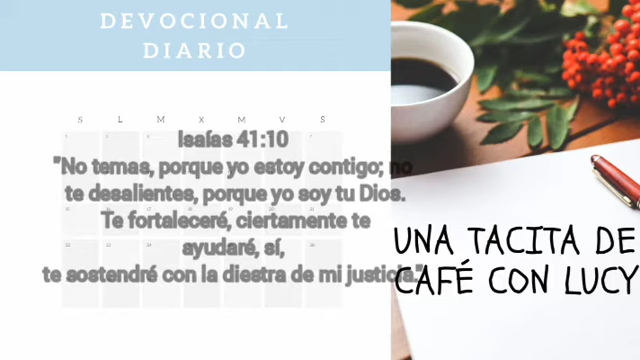 DEVOCIONAL
DIARIO
S L M X M V S
Isaías 41:10
"No temas, porque yo estoy contigo; no
te desalientes, porque yo soy tu Dios.
Te fortaleceré, ciertamente te
ayudaré, sí,
te sostendré con la diestra de mi justicia."
UNA TACITA DE
CAFÉ CON LUCY